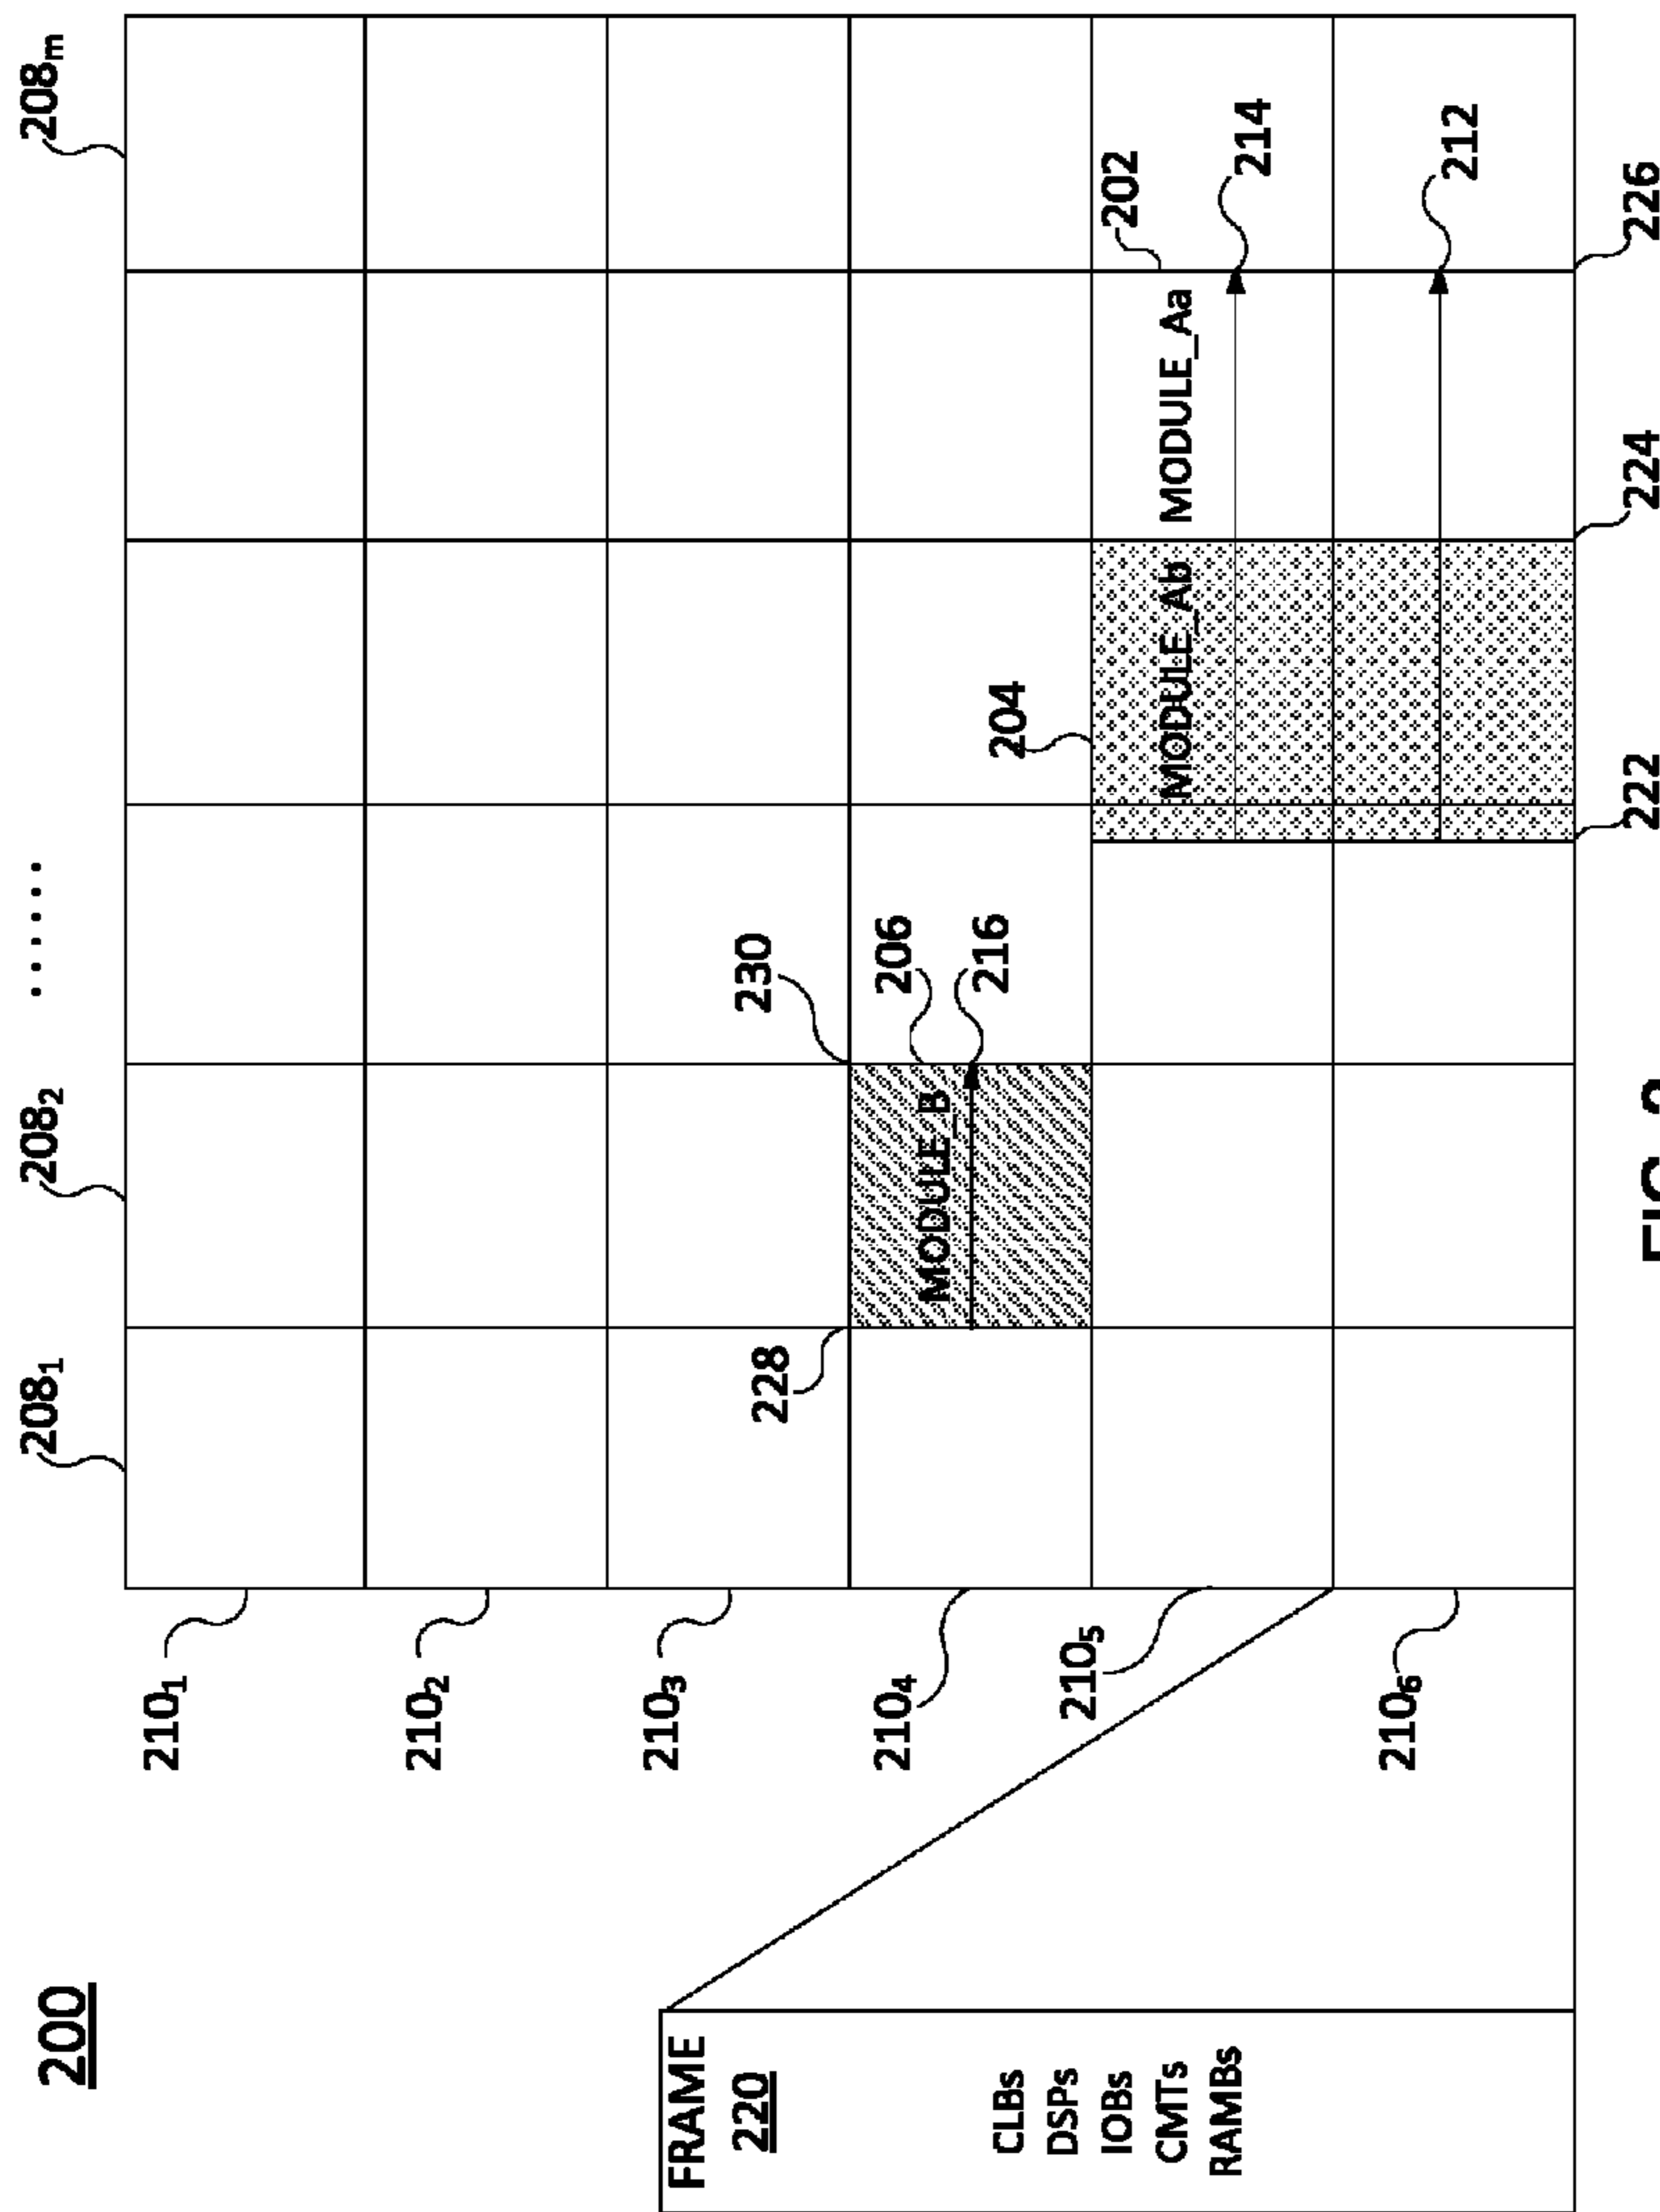 200
208₁
208₂
......
208ₘ
210₁
210₂
210₃
210₄
210₅
210₆
228
230
206
216
MODULE_B
204
MODULE_Ab
MODULE_Aa
202
214
212
222
224
226
FRAME
220
CLBs
DSPs
IOBs
CMTs
RAMBs